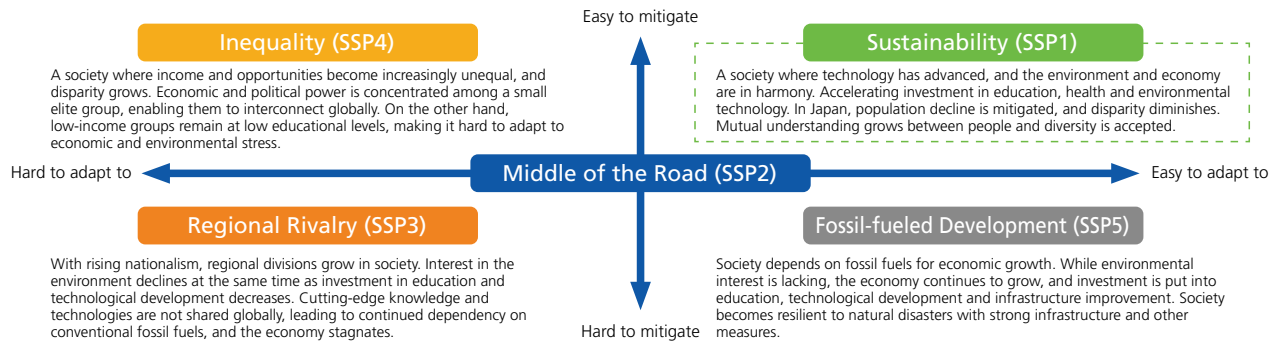 Easy to mitigate
Inequality (SSP4)
A society where income and opportunities become increasingly unequal, and
disparity grows. Economic and political power is concentrated among a small
elite group, enabling them to interconnect globally. On the other hand,
low-income groups remain at low educational levels, making it hard to adapt to
economic and environmental stress.
Sustainability (SSP1)
A society where technology has advanced, and the environment and economy
are in harmony. Accelerating investment in education, health and environmental
technology. In Japan, population decline is mitigated, and disparity diminishes.
Mutual understanding grows between people and diversity is accepted.
Hard to adapt to
Middle of the Road (SSP2)
Easy to adapt to
Regional Rivalry (SSP3)
With rising nationalism, regional divisions grow in society. Interest in the
environment declines at the same time as investment in education and
technological development decreases. Cutting-edge knowledge and
technologies are not shared globally, leading to continued dependency on
conventional fossil fuels, and the economy stagnates.
Fossil-fueled Development (SSP5)
Society depends on fossil fuels for economic growth. While environmental
interest is lacking, the economy continues to grow, and investment is put into
education, technological development and infrastructure improvement. Society
becomes resilient to natural disasters with strong infrastructure and other
measures.
Hard to mitigate